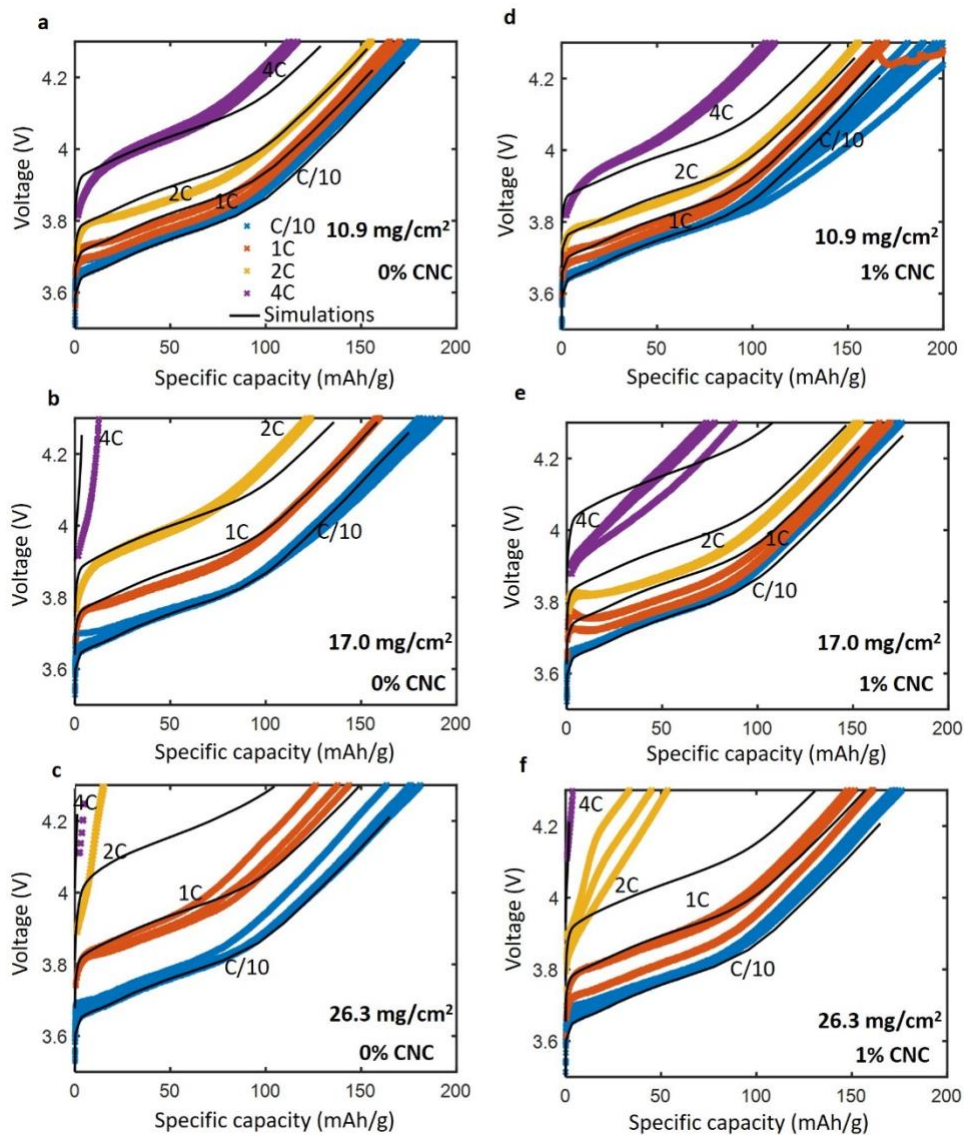 a
4.2
4
3.8
3.6
Voltage (V)
4C
2C
1C
C/10
C/10
1C
2C
4C
Simulations
10.9 mg/cm²
0% CNC
0 50 100 150 200
Specific capacity (mAh/g)
d
4.2
4
3.8
3.6
Voltage (V)
4C
2C
1C
C/10
10.9 mg/cm²
1% CNC
0 50 100 150 200
Specific capacity (mAh/g)
b
4.2
4
3.8
3.6
Voltage (V)
4C
2C
1C
C/10
17.0 mg/cm²
0% CNC
0 50 100 150 200
Specific capacity (mAh/g)
e
4.2
4
3.8
3.6
Voltage (V)
4C
2C
1C
C/10
17.0 mg/cm²
1% CNC
0 50 100 150 200
Specific capacity (mAh/g)
c
4.2
4
3.8
3.6
Voltage (V)
4C
2C
1C
C/10
26.3 mg/cm²
0% CNC
0 50 100 150 200
Specific capacity (mAh/g)
f
4.2
4
3.8
3.6
Voltage (V)
4C
2C
1C
C/10
26.3 mg/cm²
1% CNC
0 50 100 150 200
Specific capacity (mAh/g)